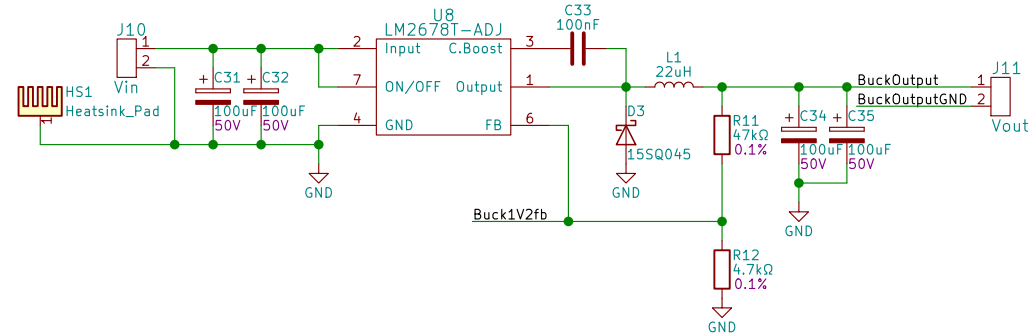 J10
1
2
Vin
HS1
Heatsink_Pad
1
+ C31
100uF
50V
+ C32
100uF
50V
GND
U8
LM2678T-ADJ
2 Input C.Boost 3
7 ON/OFF Output 1
4 GND FB 6
C33
100nF
D3
15SQ045
GND
L1
22uH
R11
47kΩ
0.1%
Buck1V2fb
R12
4.7kΩ
0.1%
GND
+ C34
100uF
50V
+ C35
100uF
50V
GND
BuckOutput
BuckOutputGND
J11
1
2
Vout